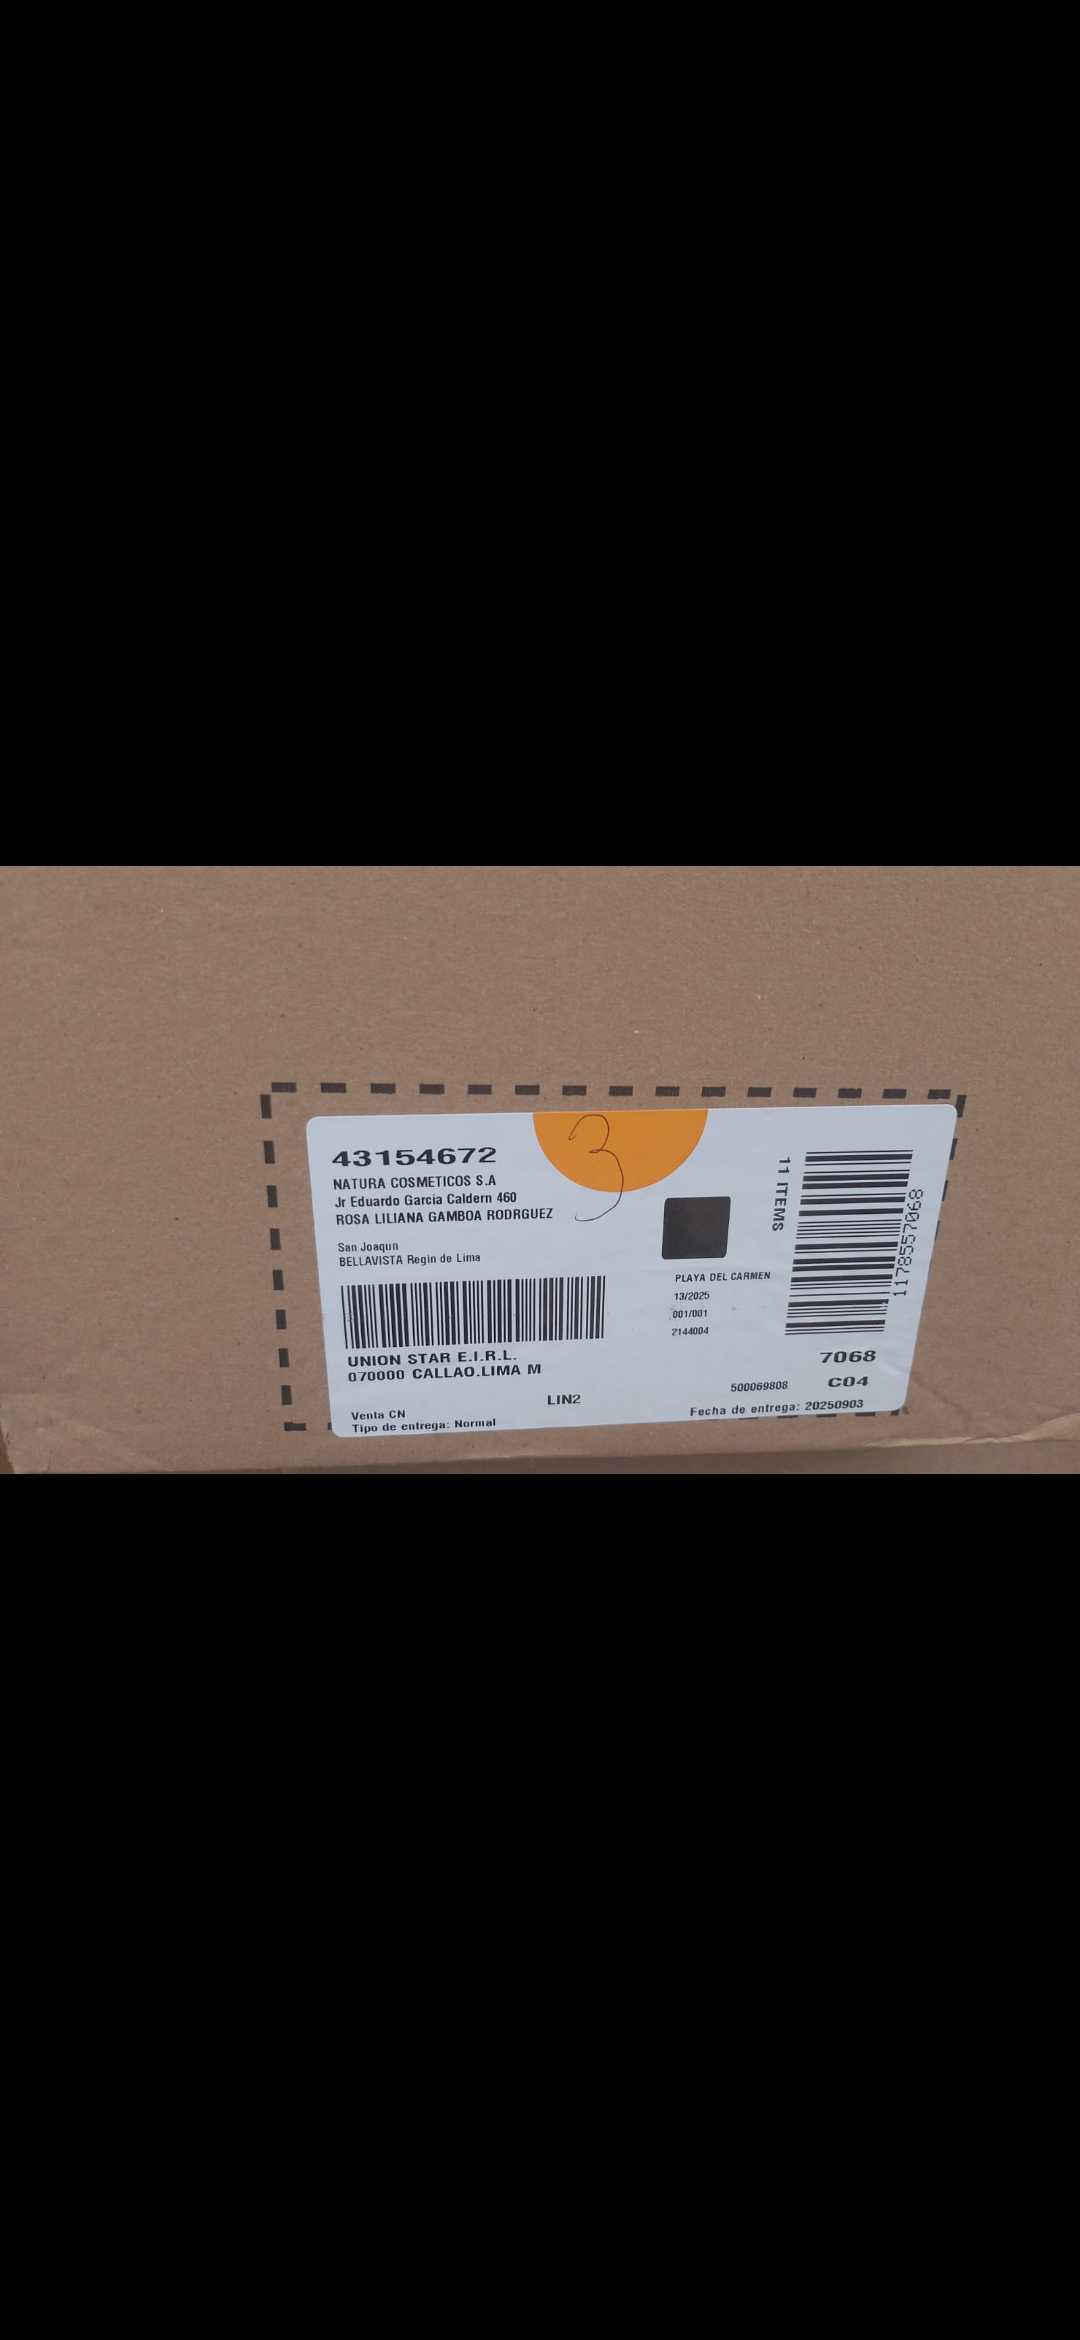 43154672
NATURA COSMETICOS S.A
Jr Eduardo Garcia Caldern 460
ROSA LILIANA GAMBOA RODRGUEZ
San Joaqun
BELLAVISTA Regin de Lima
UNION STAR E.I.R.L.
070000 CALLAO.LIMA M
LIN2
Venta CN
Tipo de entrega: Normal
3
11 ITEMS
1178557068
PLAYA DEL CARMEN
13/2025
001/001
2144004
7068
500069808 C04
Fecha de entrega: 20250903